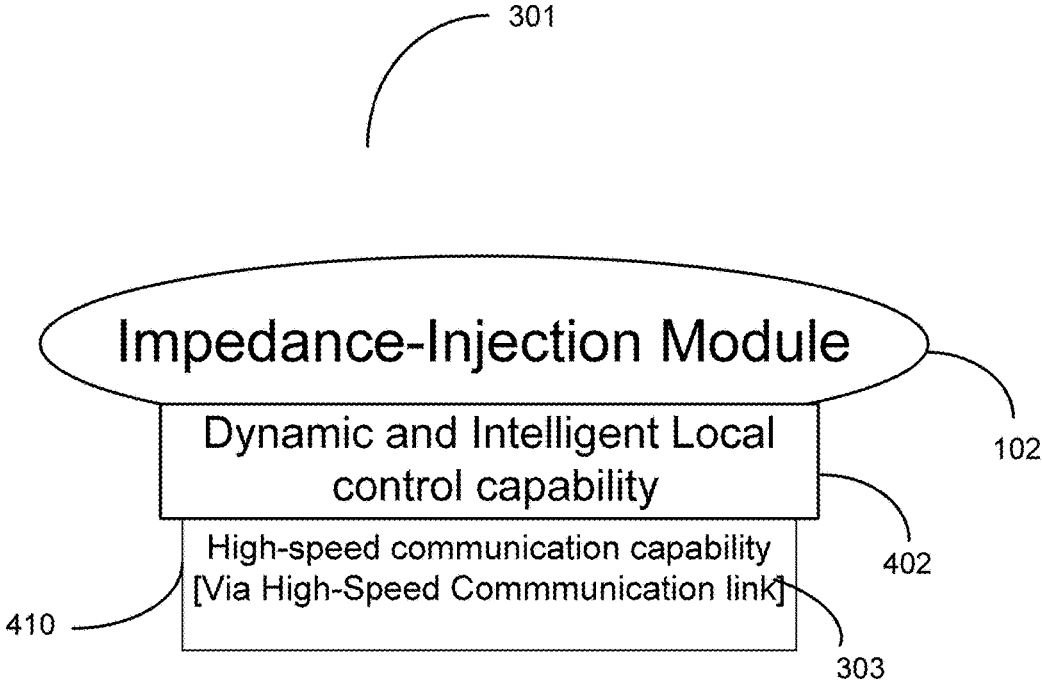 301
Impedance-Injection Module
102
Dynamic and Intelligent Local
control capability
402
High-speed communication capability
[Via High-Speed Commmunication link]
410
303